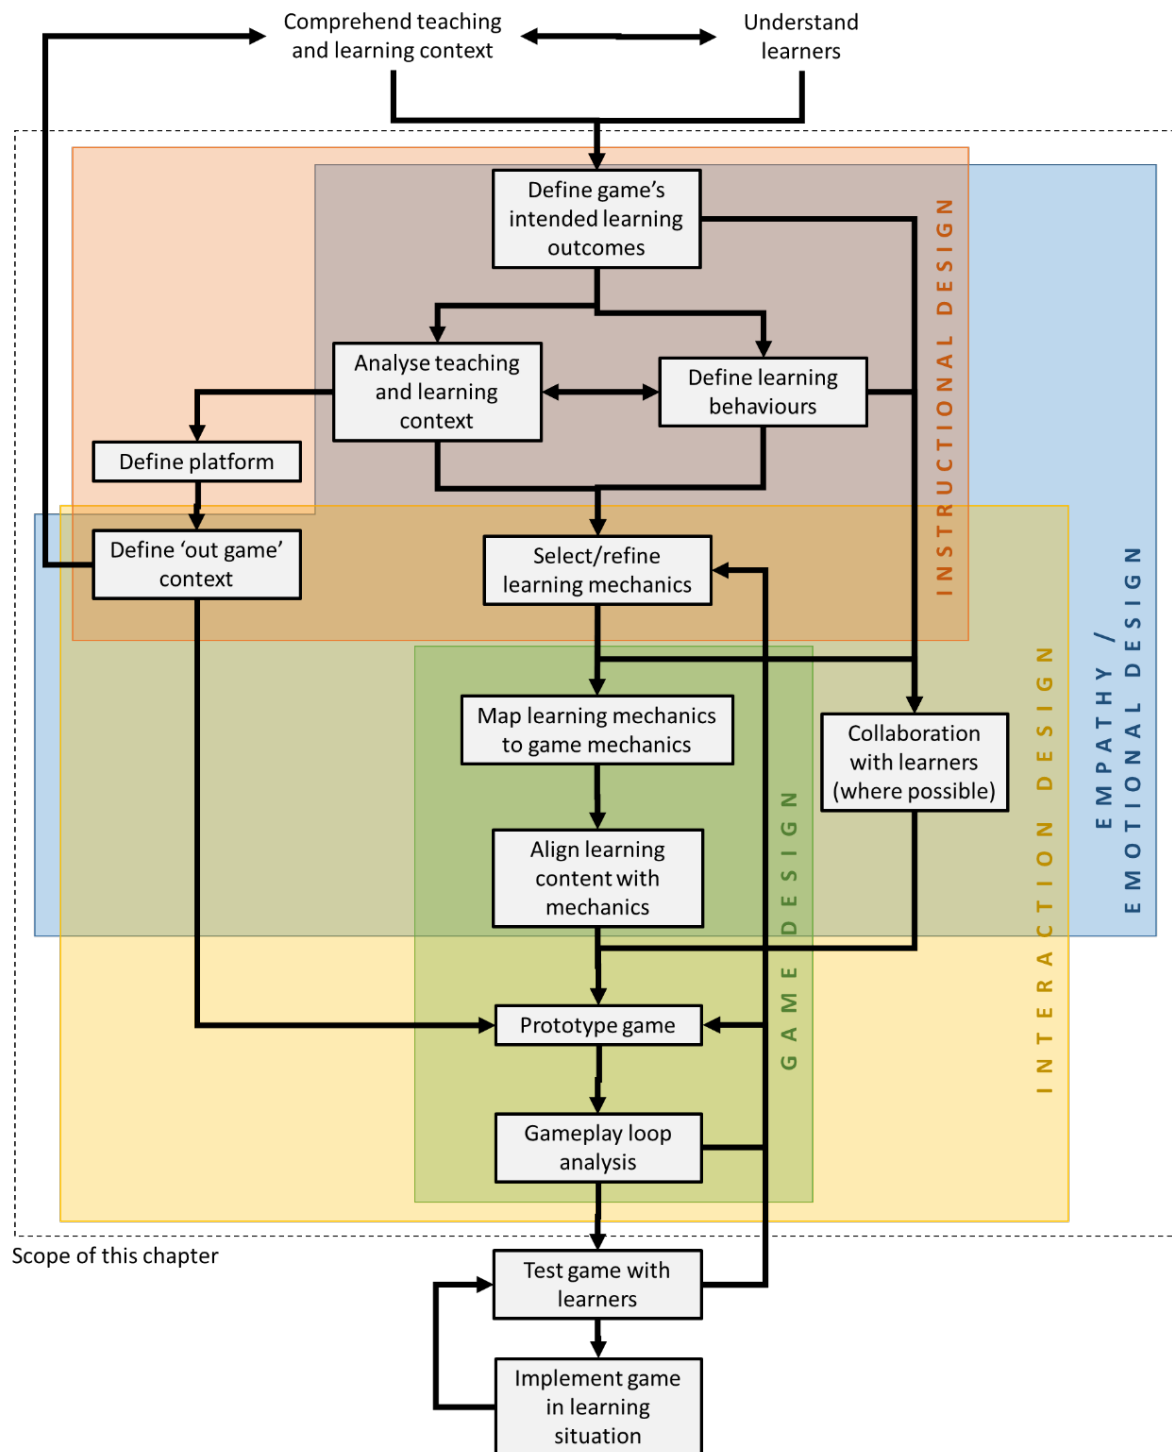 Comprehend teaching
and learning context
Understand
learners
Define game's
intended learning
outcomes
Analyse teaching
and learning
context
Define learning
behaviours
Define platform
Define ‘out game’
context
Select/refine
learning mechanics
Map learning mechanics
to game mechanics
Collaboration
with learners
(where possible)
Align learning
content with
mechanics
Prototype game
Gameplay loop
analysis
INSTRUCTIONAL DESIGN
EMPATHY /
EMOTIONAL DESIGN
INTERACTION DESIGN
GAME DESIGN
Scope of this chapter
Test game with
learners
Implement game
in learning
situation